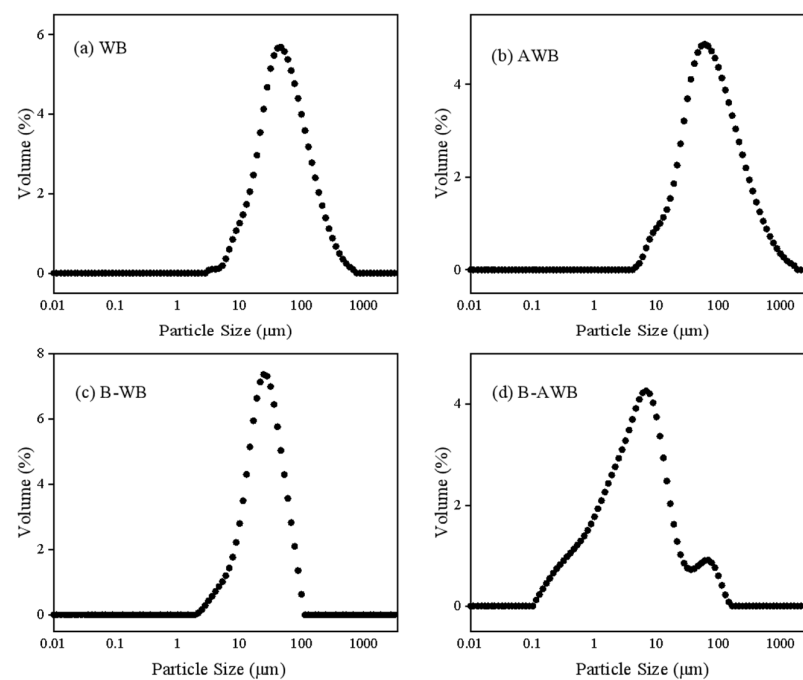 (a) WB
Volume (%)
6
4
2
0
0.01 0.1 1 10 100 1000
Particle Size (μm)
(b) AWB
Volume (%)
4
2
0
0.01 0.1 1 10 100 1000
Particle Size (μm)
(c) B-WB
Volume (%)
8
6
4
2
0
0.01 0.1 1 10 100 1000
Particle Size (μm)
(d) B-AWB
Volume (%)
4
2
0
0.01 0.1 1 10 100 1000
Particle Size (μm)